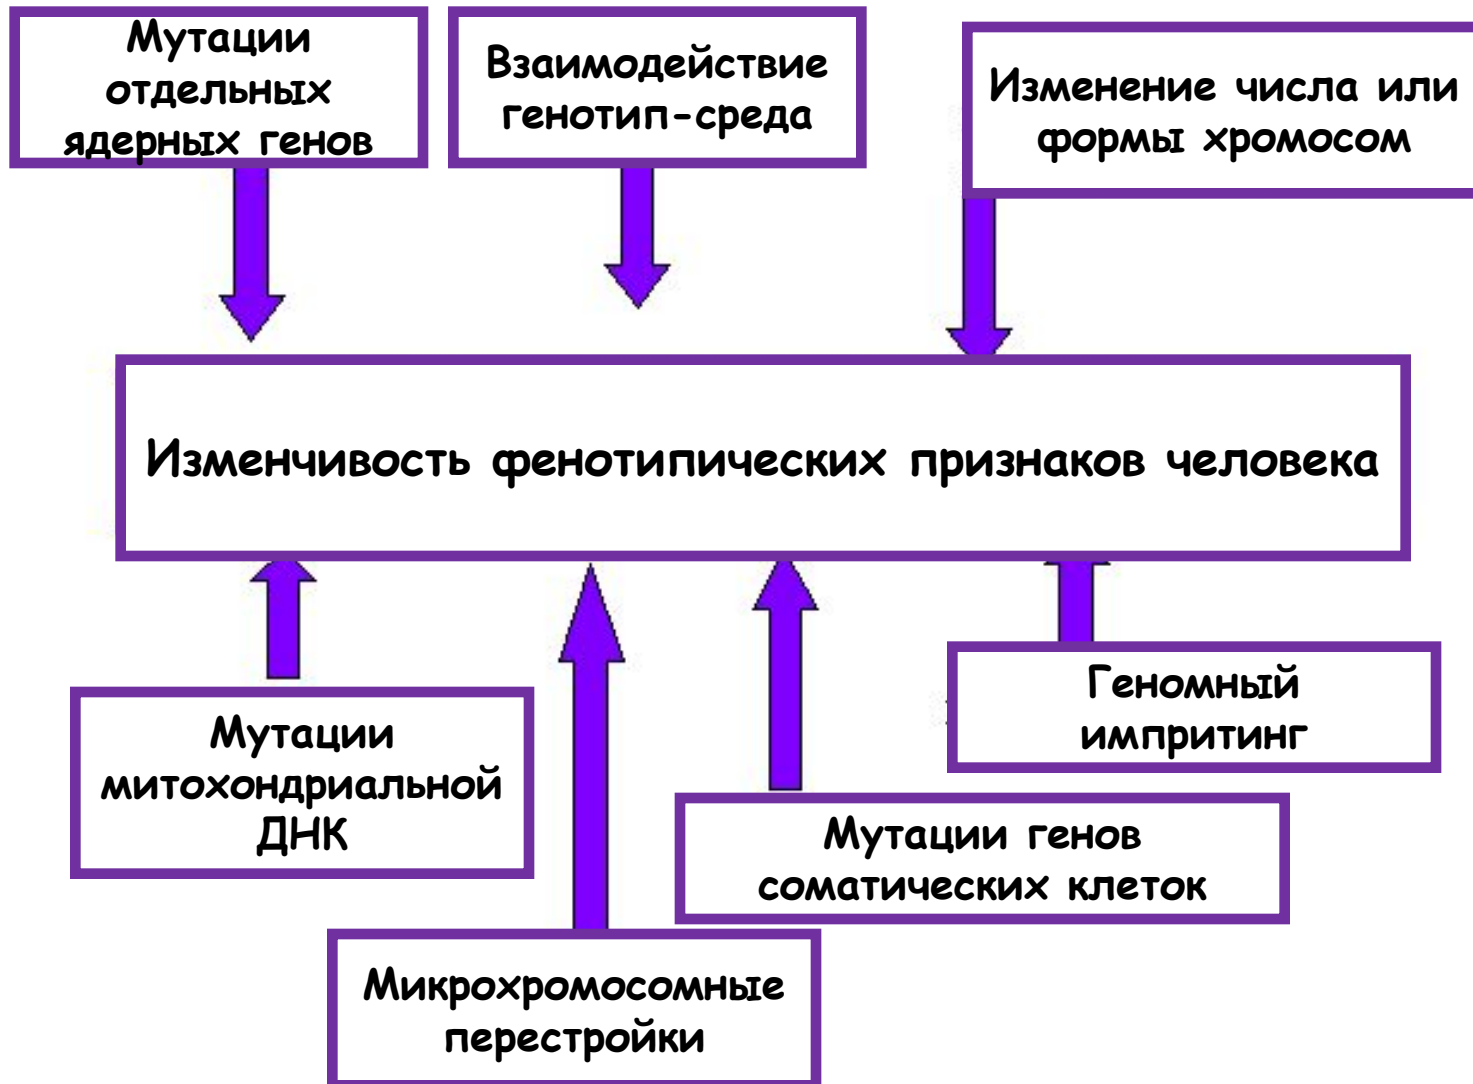 Мутации
отдельных
ядерных генов
Взаимодействие
генотип-среда
Изменение числа или
формы хромосом
Изменчивость фенотипических признаков человека
Мутации
митохондриальной
ДНК
Геномный
импритинг
Мутации генов
соматических клеток
Микрохромосомные
перестройки